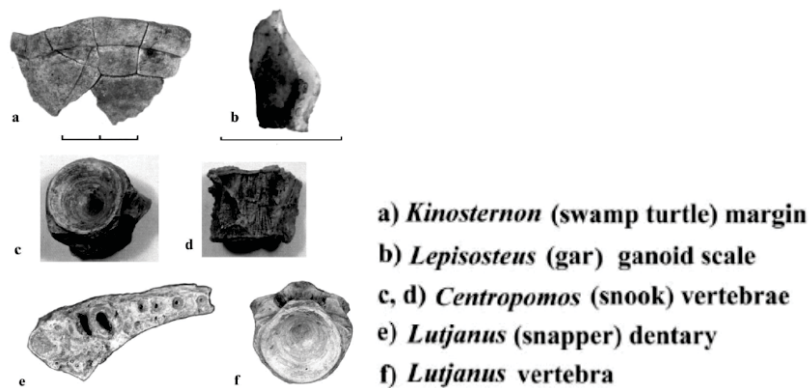 a
b
c
d
e
f
a) Kinosternon (swamp turtle) margin
b) Lepisosteus (gar) ganoid scale
c, d) Centropomos (snook) vertebrae
e) Lutjanus (snapper) dentary
f) Lutjanus vertebra